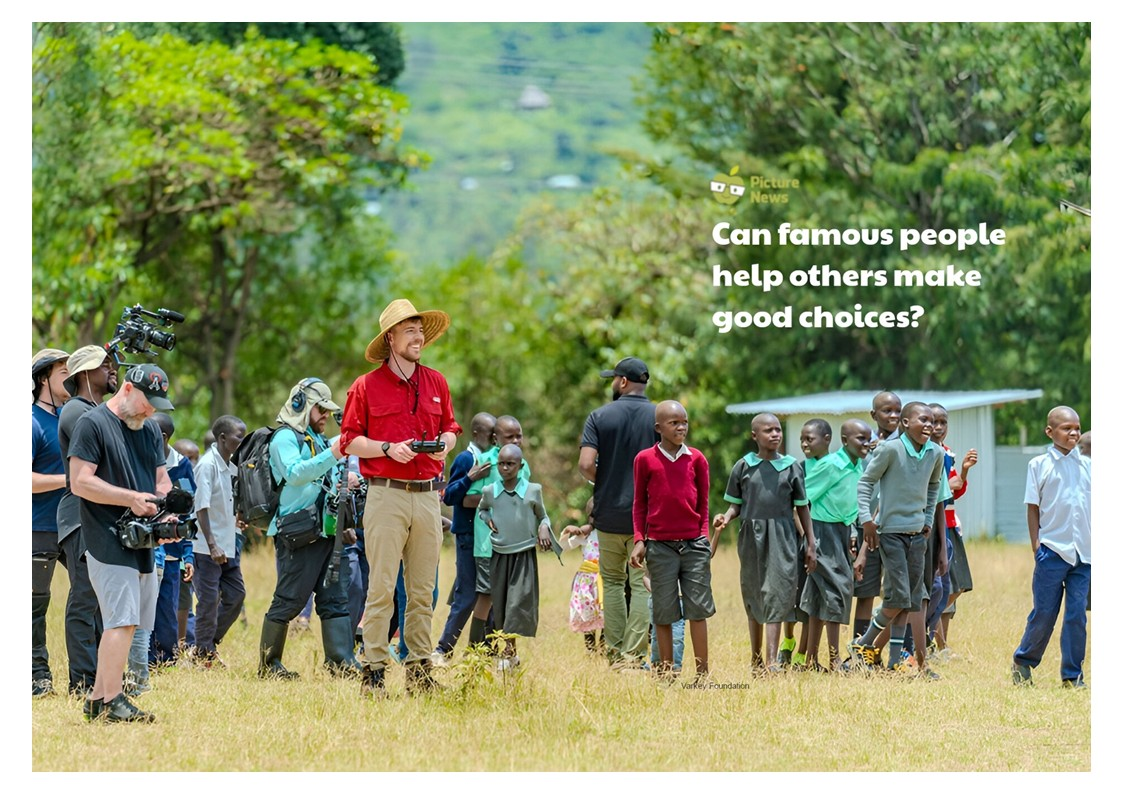 Picture
News
Can famous people
help others make
good choices?
Varkey Foundation